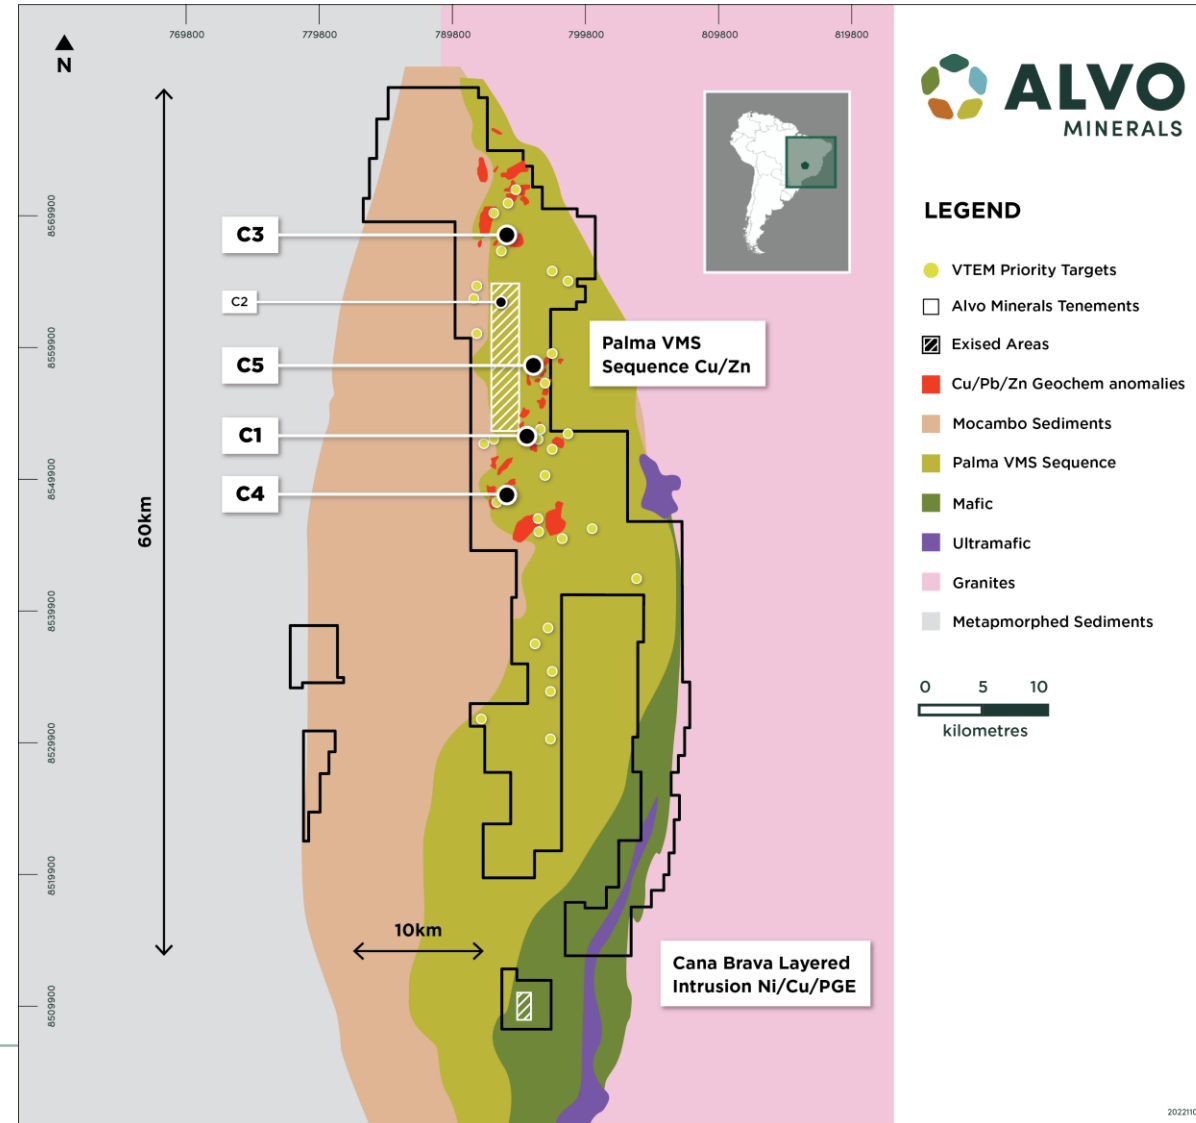 769800
779800
789800
799800
809800
819800
N
ALVO
MINERALS
8569900
C3
C2
8559900
C5
Palma VMS
Sequence Cu/Zn
C1
8549900
C4
60km
8539900
8529900
8519900
10km
Cana Brava Layered
Intrusion Ni/Cu/PGE
8509900
LEGEND
VTEM Priority Targets
Alvo Minerals Tenements
Exised Areas
Cu/Pb/Zn Geochem anomalies
Mocambo Sediments
Palma VMS Sequence
Mafic
Ultramafic
Granites
Metapmorphed Sediments
0 5 10
kilometres
2022110